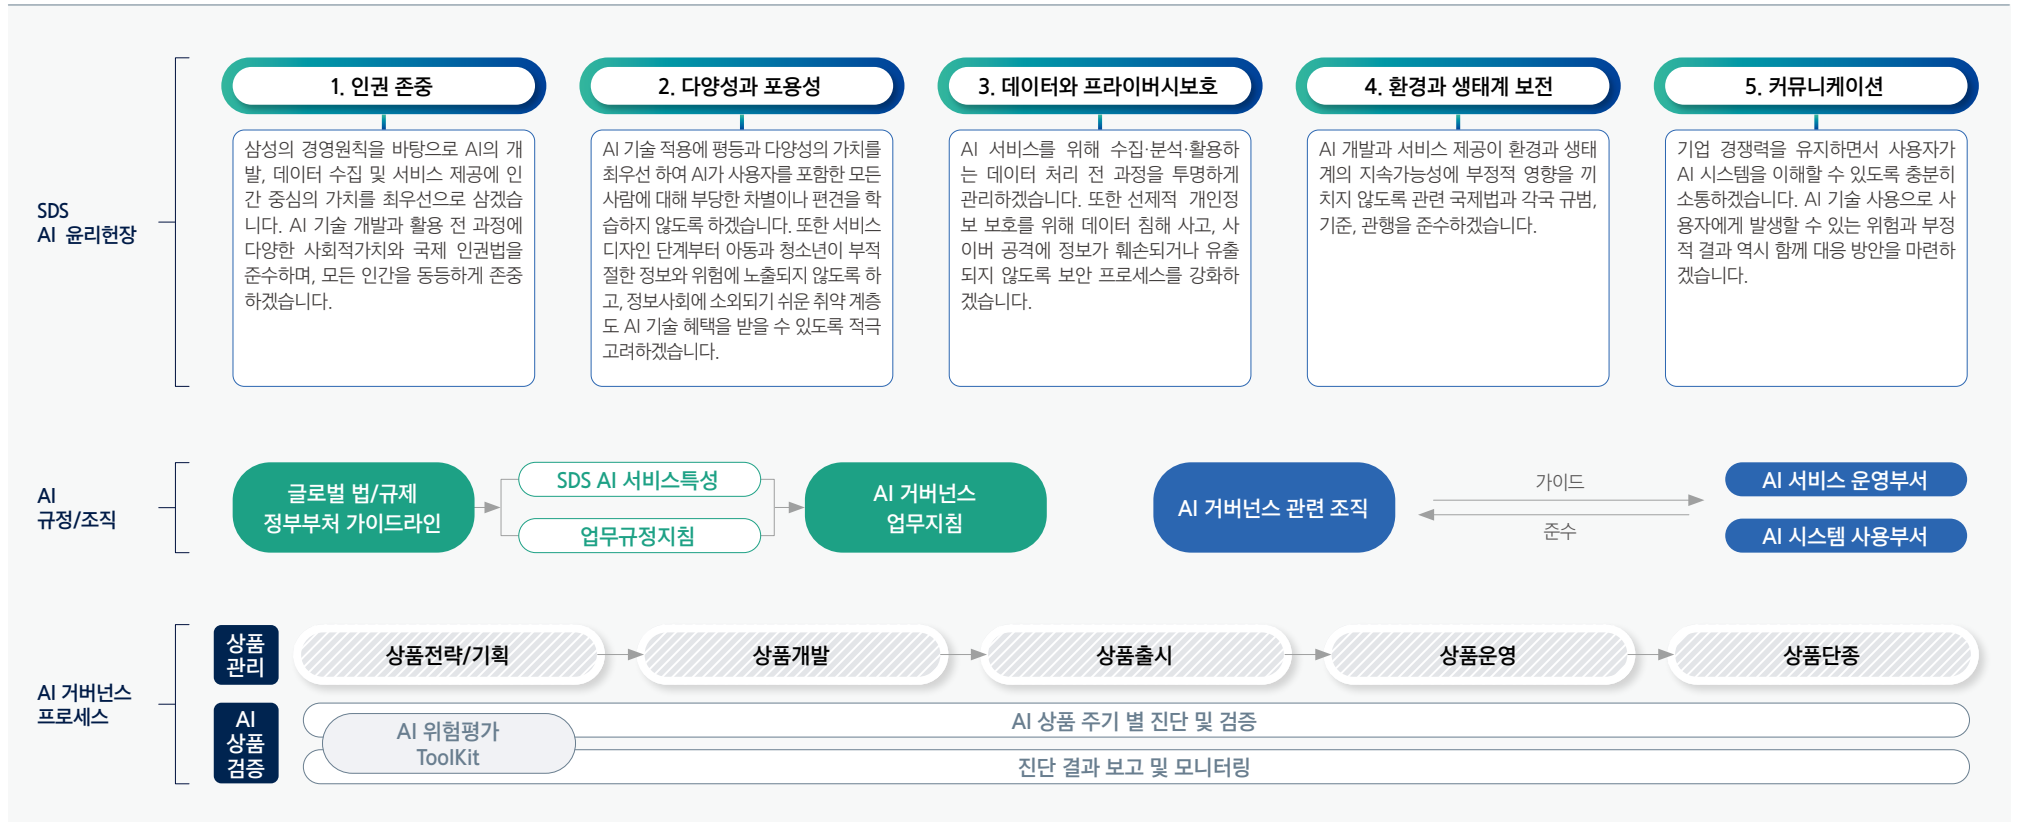 SDS
AI 윤리헌장
1. 인권 존중
삼성의 경영원칙을 바탕으로 AI의 개
발, 데이터 수집 및 서비스 제공에 인
간 중심의 가치를 최우선으로 삼겠습
니다. AI 기술 개발과 활용 전 과정에
다양한 사회적가치와 국제 인권법을
준수하며, 모든 인간을 동등하게 존중
하겠습니다.
2. 다양성과 포용성
AI 기술 적용에 평등과 다양성의 가치를
최우선 하여 AI가 사용자를 포함한 모든
사람에 대해 부당한 차별이나 편견을 학
습하지 않도록 하겠습니다. 또한 서비스
디자인 단계부터 아동과 청소년이 부적
절한 정보와 위험에 노출되지 않도록 하
고, 정보사회에 소외되기 쉬운 취약 계층
도 AI 기술 혜택을 받을 수 있도록 적극
고려하겠습니다.
3. 데이터와 프라이버시보호
AI 서비스를 위해 수집·분석·활용하
는 데이터 처리 전 과정을 투명하게
관리하겠습니다. 또한 선제적 개인정
보 보호를 위해 데이터 침해 사고, 사
이버 공격에 정보가 훼손되거나 유출
되지 않도록 보안 프로세스를 강화하
겠습니다.
4. 환경과 생태계 보전
AI 개발과 서비스 제공이 환경과 생태
계의 지속가능성에 부정적 영향을 끼
치지 않도록 관련 국제법과 각국 규범,
기준, 관행을 준수하겠습니다.
5. 커뮤니케이션
기업 경쟁력을 유지하면서 사용자가
AI 시스템을 이해할 수 있도록 충분히
소통하겠습니다. AI 기술 사용으로 사
용자에게 발생할 수 있는 위험과 부정
적 결과 역시 함께 대응 방안을 마련하
겠습니다.
AI
규정/조직
글로벌 법/규제
정부부처 가이드라인
SDS AI 서비스특성
업무규정지침
AI 거버넌스
업무지침
AI 거버넌스 관련 조직
가이드
준수
AI 서비스 운영부서
AI 시스템 사용부서
AI 거버넌스
프로세스
상품
관리
상품전략/기획
상품개발
상품출시
상품운영
상품단종
AI
상품
검증
AI 위험평가
ToolKit
AI 상품 주기 별 진단 및 검증
진단 결과 보고 및 모니터링